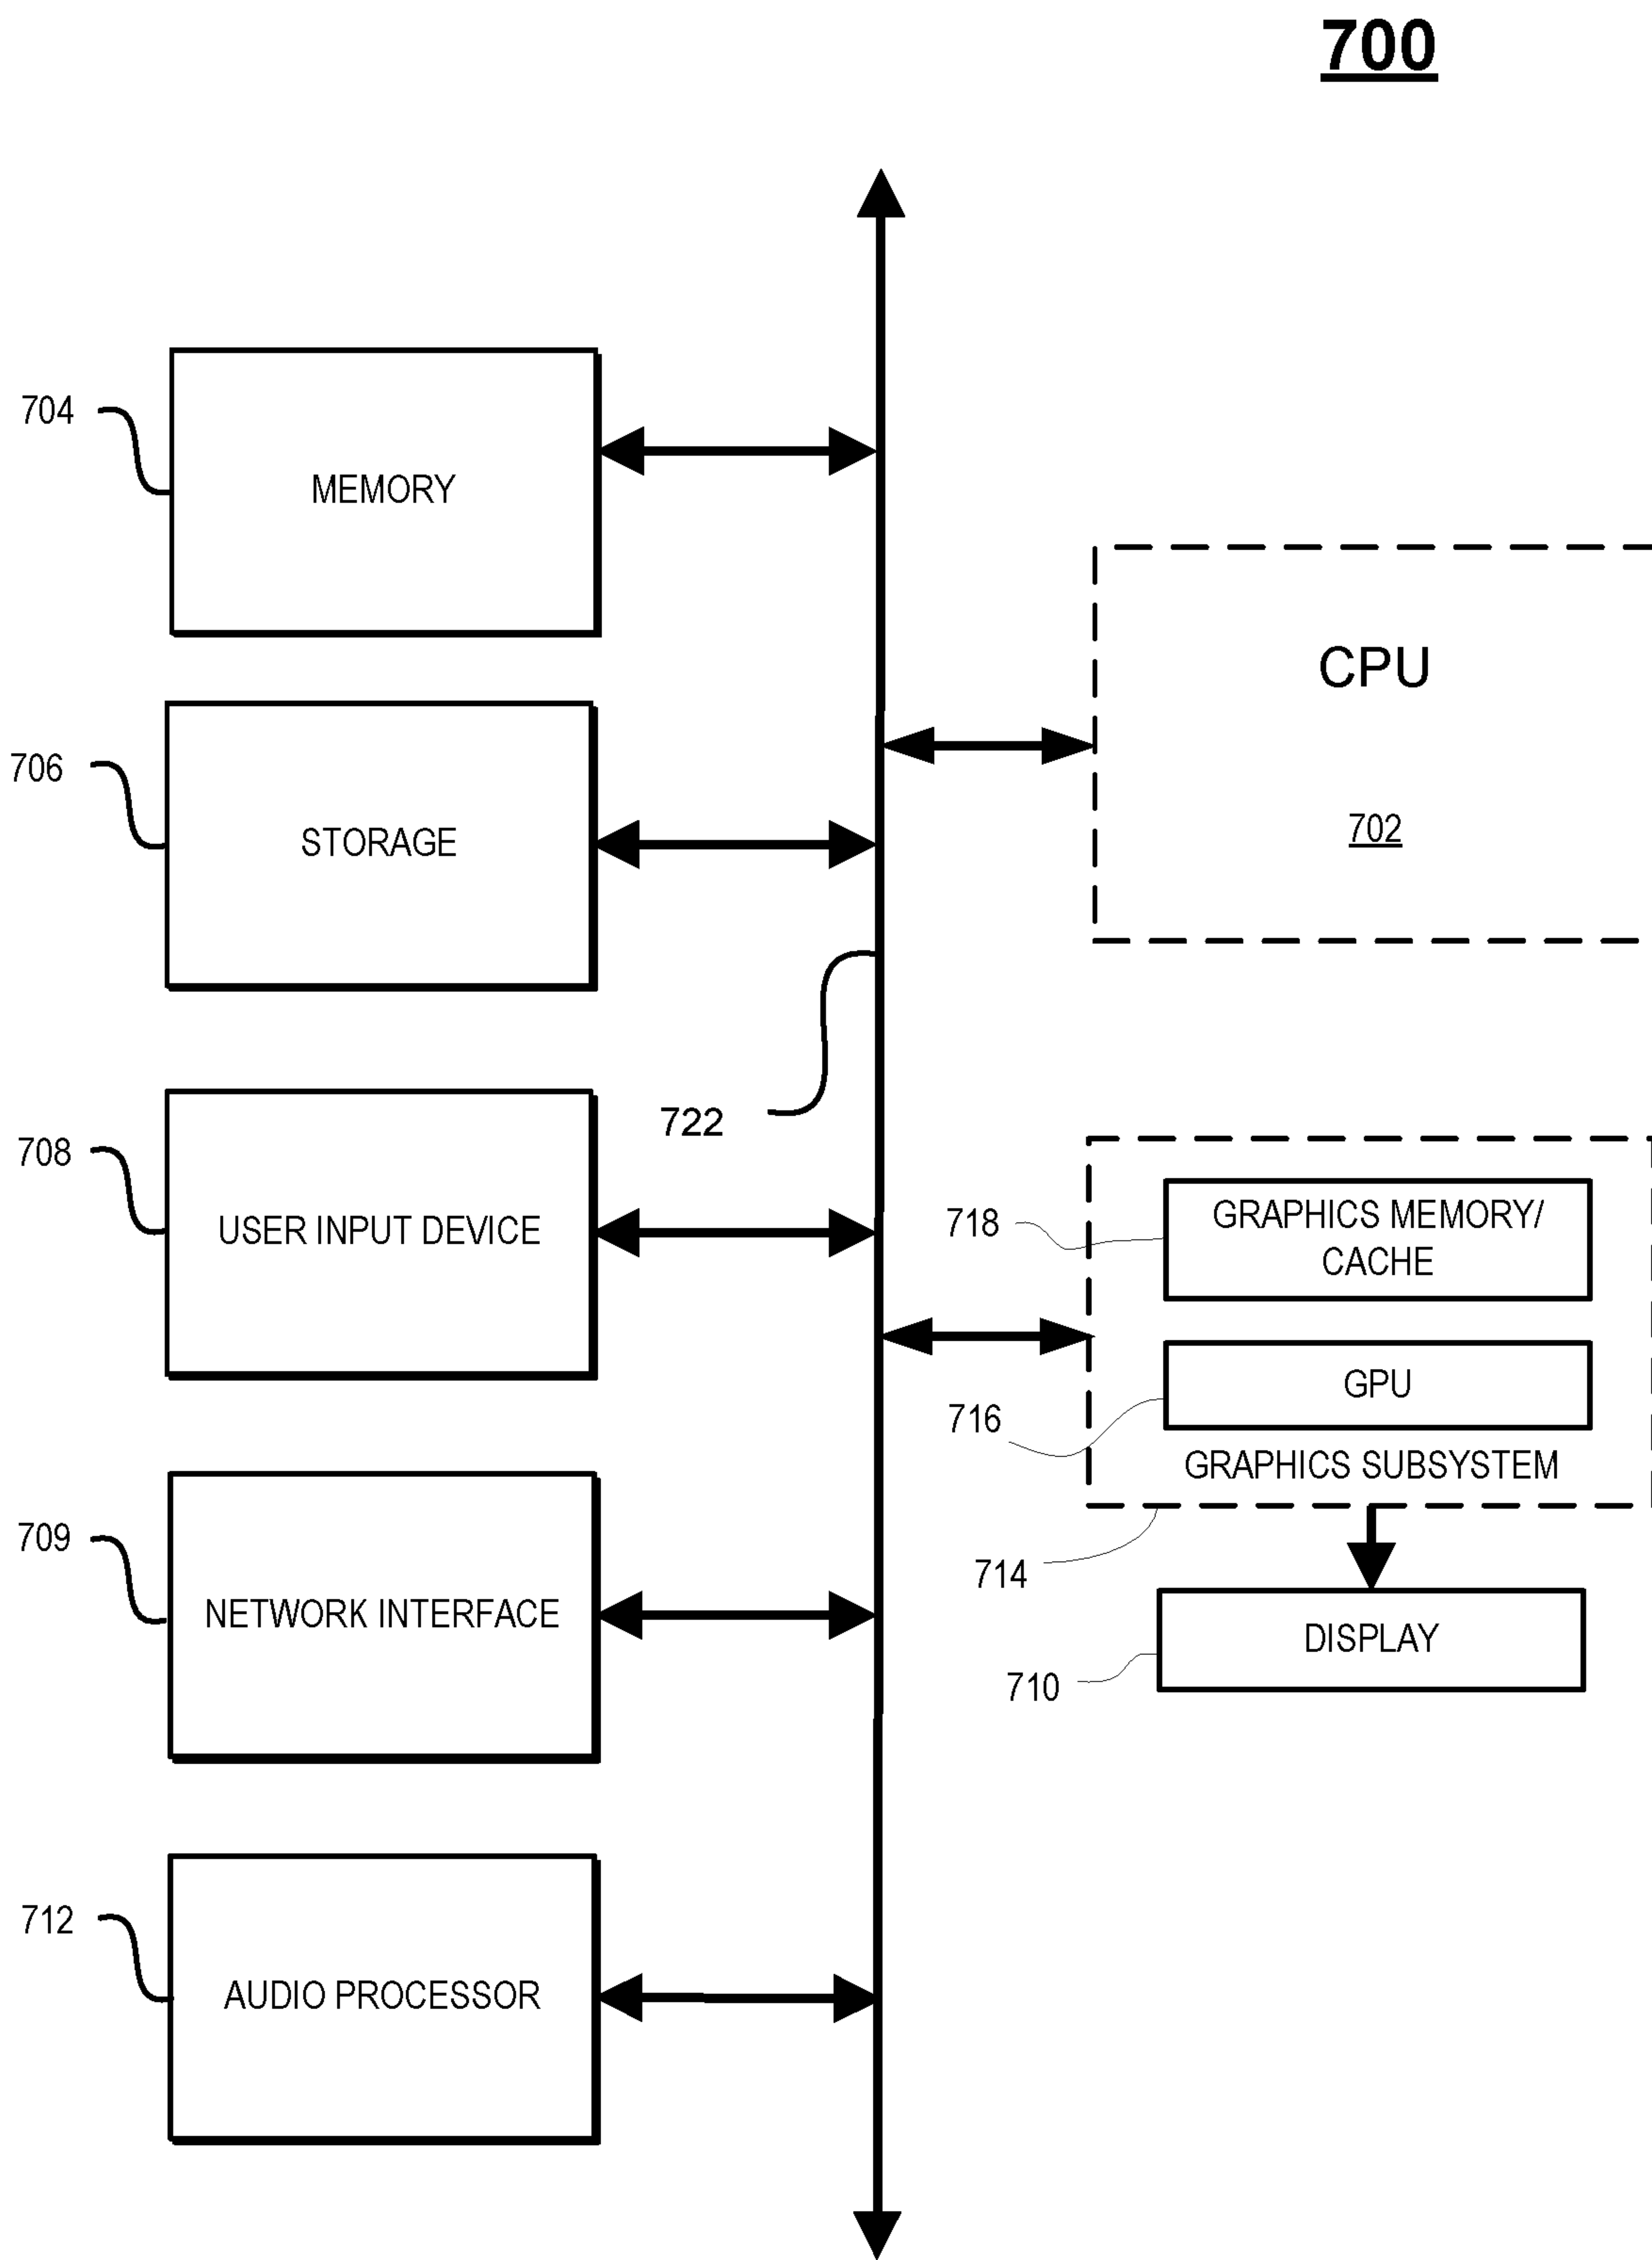 700
704
MEMORY
CPU
702
706
STORAGE
722
708
USER INPUT DEVICE
718
GRAPHICS MEMORY/
CACHE
716
GPU
GRAPHICS SUBSYSTEM
714
709
NETWORK INTERFACE
DISPLAY
710
712
AUDIO PROCESSOR